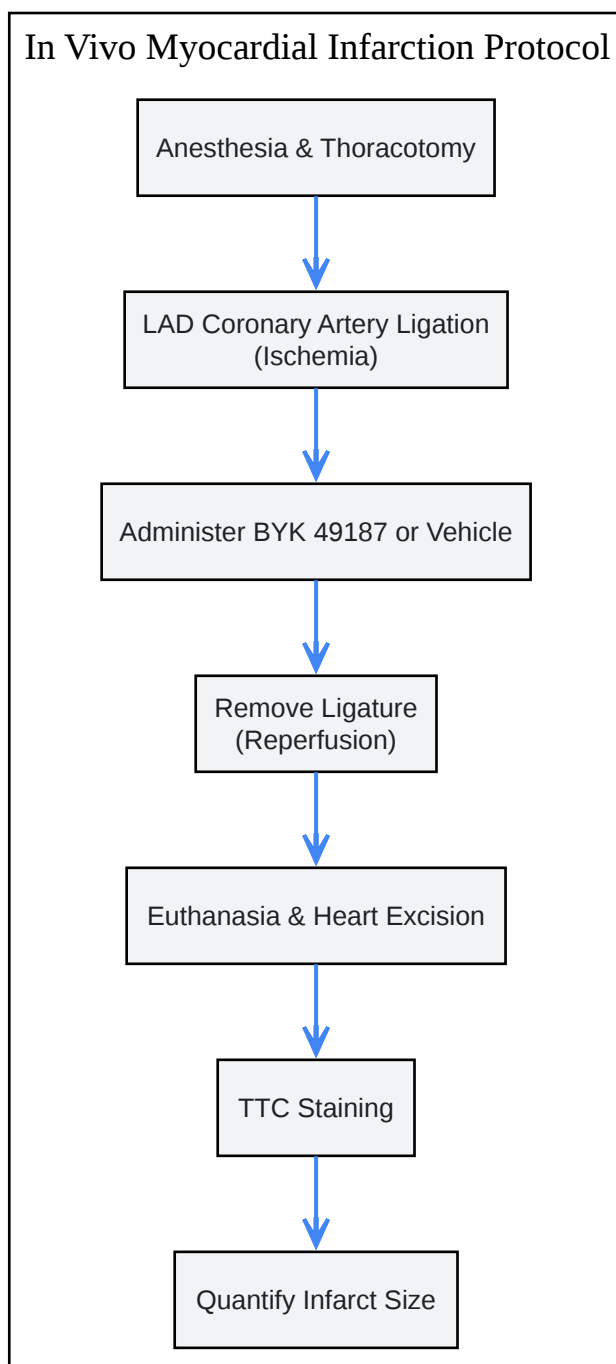 In Vivo Myocardial Infarction Protocol
Anesthesia & Thoracotomy
LAD Coronary Artery Ligation
(Ischemia)
Administer BYK 49187 or Vehicle
Remove Ligature
(Reperfusion)
Euthanasia & Heart Excision
TTC Staining
Quantify Infarct Size